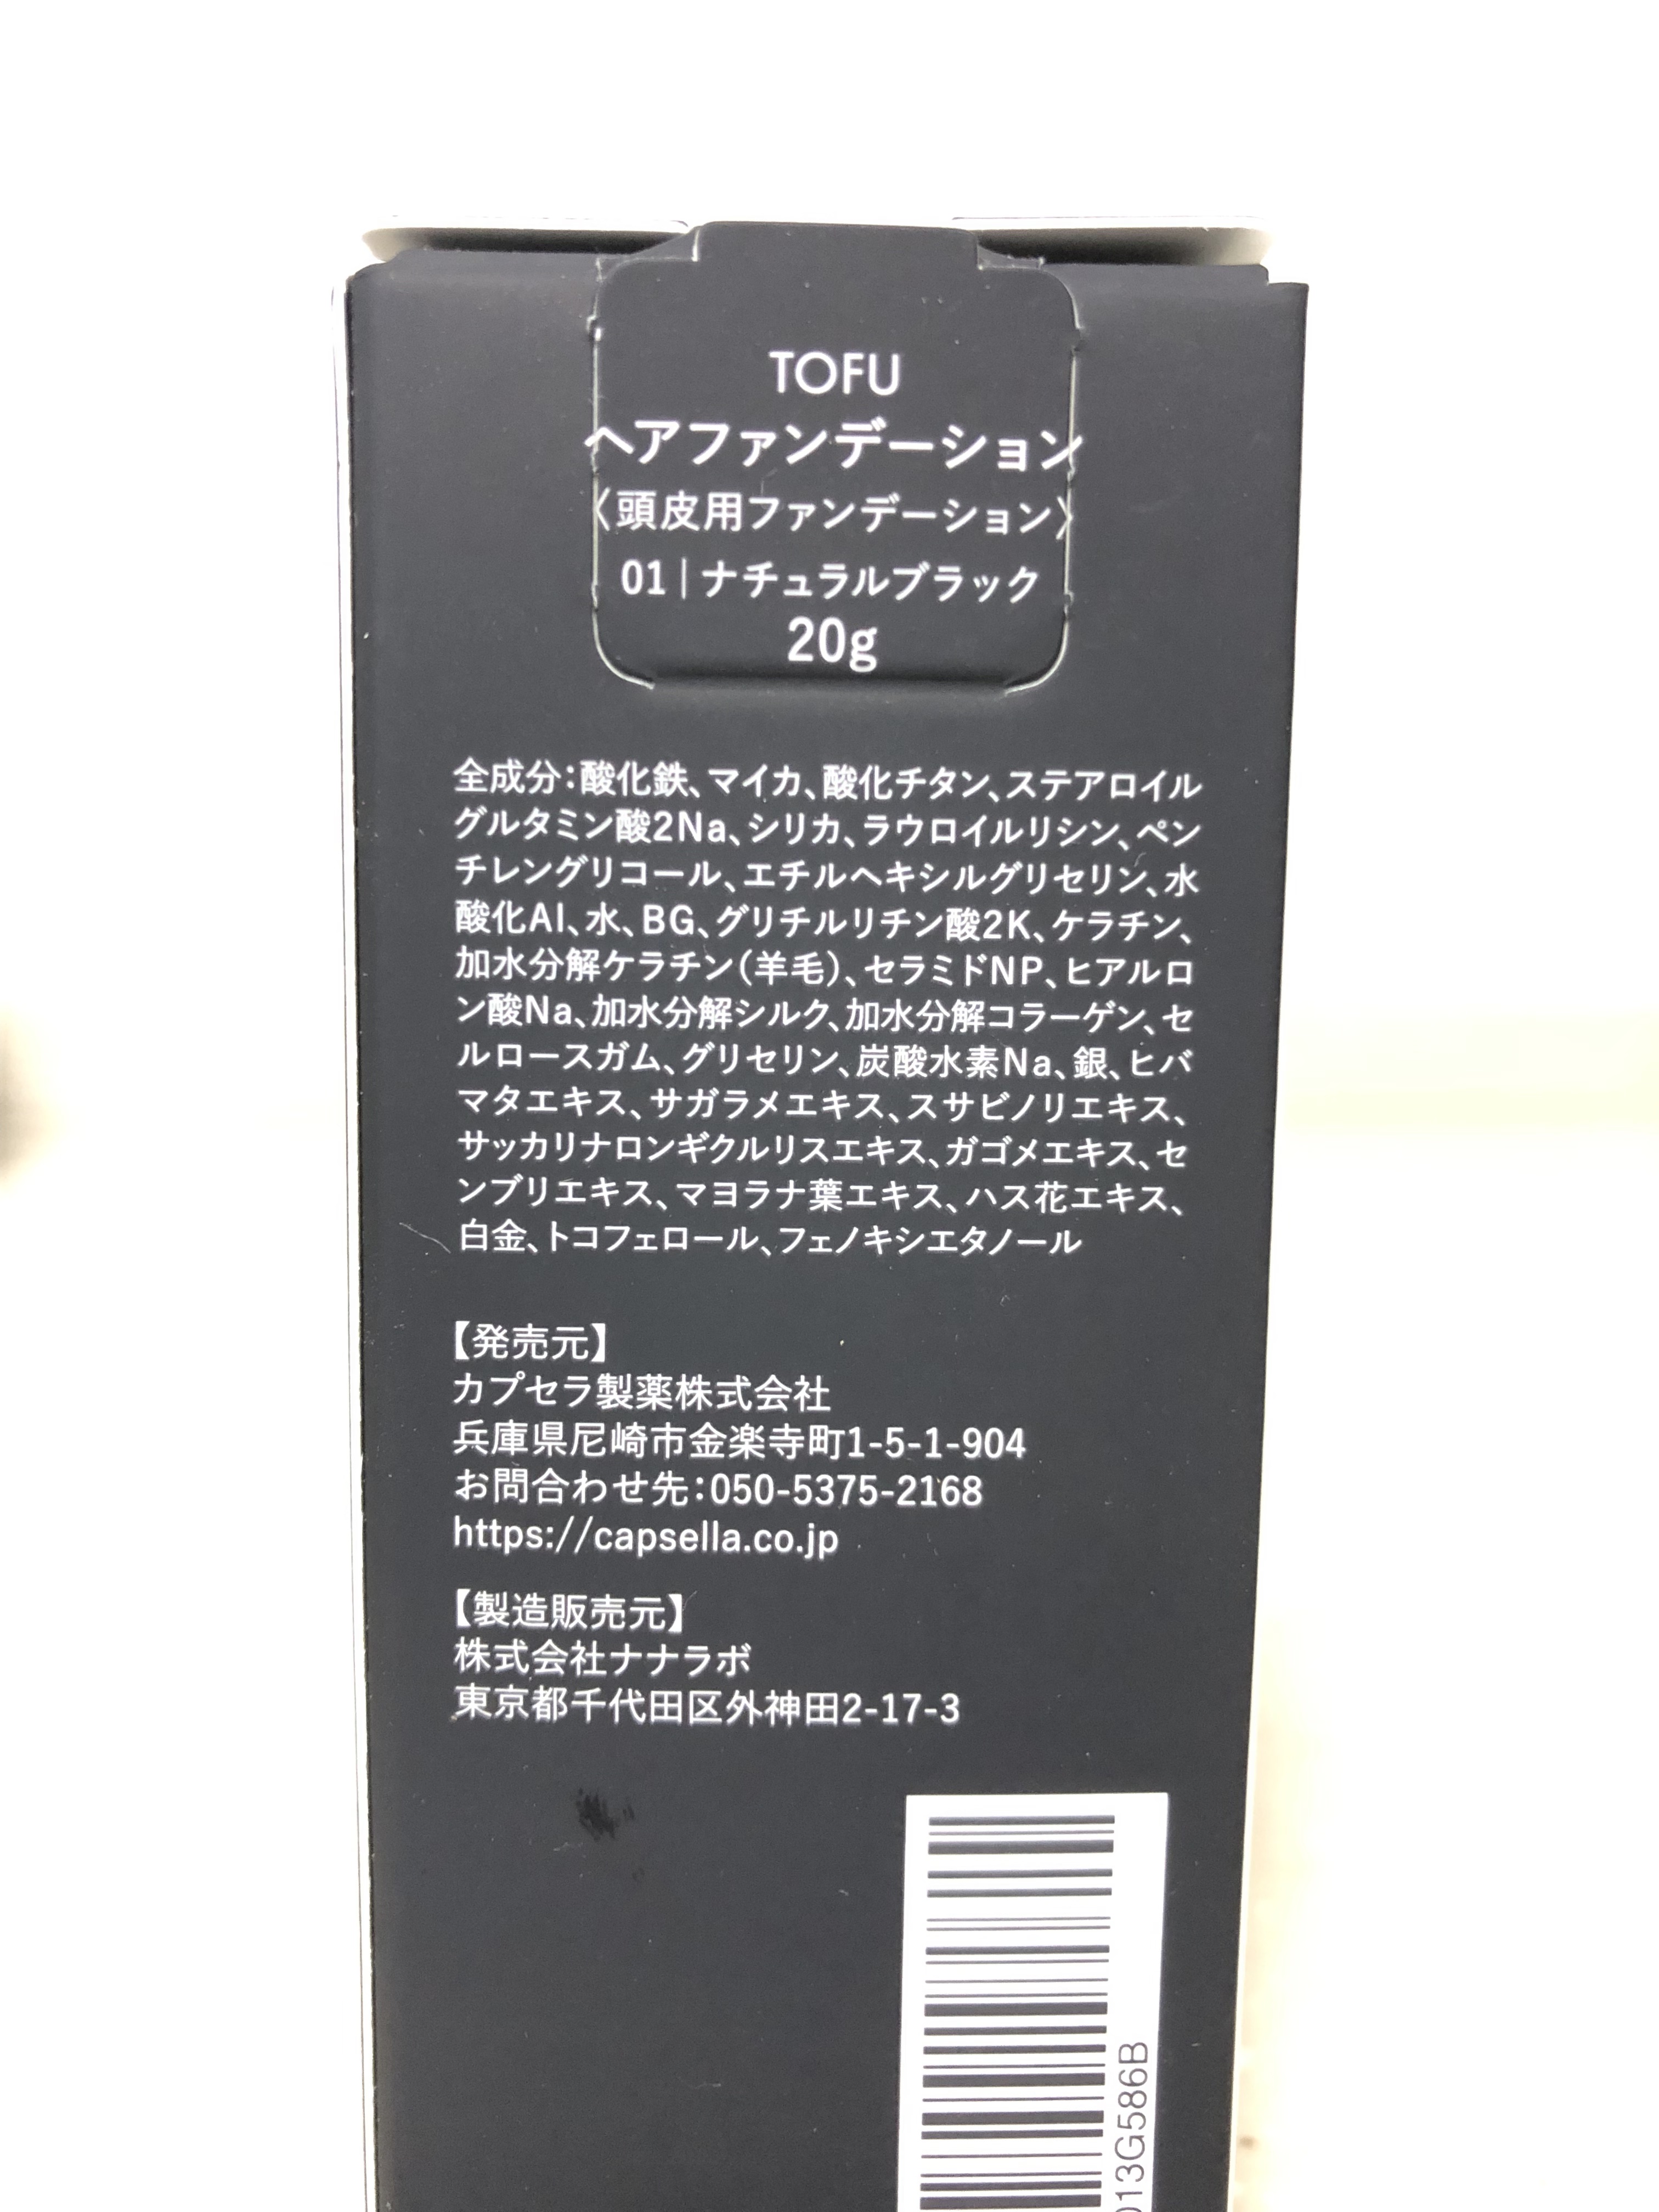 TOFU
ヘアファンデーション
〈頭皮用ファンデーション〉
01|ナチュラルブラック
20g
全成分：酸化鉄、マイカ、酸化チタン、ステアロイル
グルタミン酸2Na、シリカ、ラウロイルリシン、ペン
チレングリコール、エチルヘキシルグリセリン、水
酸化Al、水、BG、グリチルリチン酸2K、ケラチン、
加水分解ケラチン（羊毛）、セラミドNP、ヒアルロ
ン酸Na、加水分解シルク、加水分解コラーゲン、セ
ルロースガム、グリセリン、炭酸水素Na、銀、ヒバ
マタエキス、サガラメエキス、スサビノリエキス、
サッカリナロンギクルリスエキス、ガゴメエキス、セ
ンブリエキス、マヨラナ葉エキス、ハス花エキス、
白金、トコフェロール、フェノキシエタノール
【発売元】
カプセラ製薬株式会社
兵庫県尼崎市金楽寺町1-5-1-904
お問合わせ先：050-5375-2168
https://capsella.co.jp
【製造販売元】
株式会社ナナラボ
東京都千代田区外神田2-17-3
013G586B